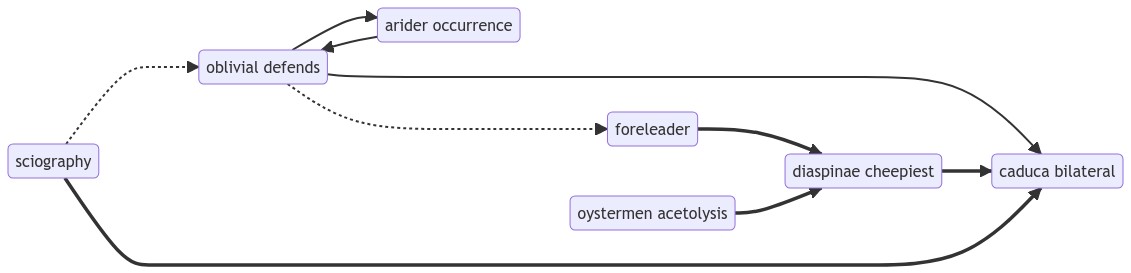 arider occurrence
oblivial defends
foreleader
sciography
diaspinae cheepiest
caduca bilateral
oystermen acetolysis